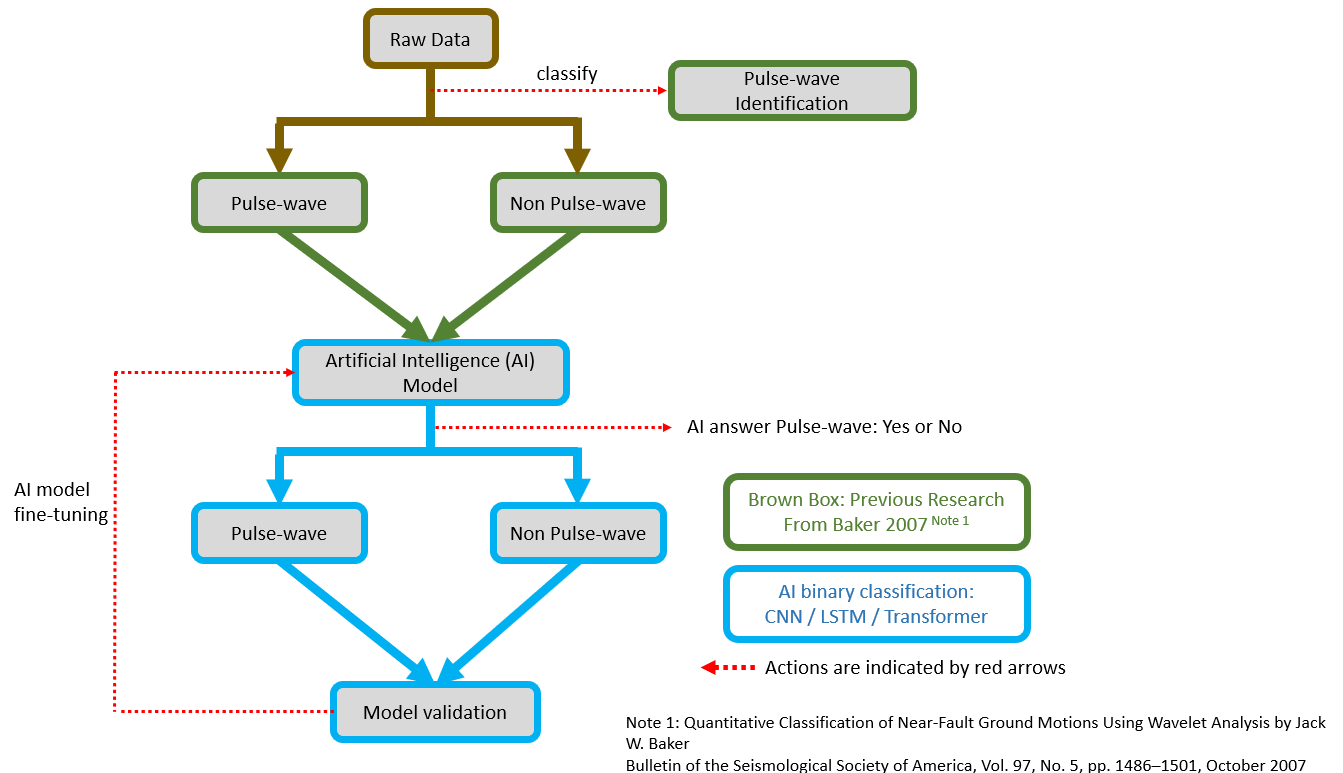 Raw Data
classify
Pulse-wave
Identification
Pulse-wave
Non Pulse-wave
Artificial Intelligence (AI)
Model
AI answer Pulse-wave: Yes or No
AI model
fine-tuning
Brown Box: Previous Research
From Baker 2007 Note 1
Pulse-wave
Non Pulse-wave
AI binary classification:
CNN / LSTM / Transformer
Actions are indicated by red arrows
Model validation
Note 1: Quantitative Classification of Near-Fault Ground Motions Using Wavelet Analysis by Jack
W. Baker
Bulletin of the Seismological Society of America, Vol. 97, No. 5, pp. 1486–1501, October 2007